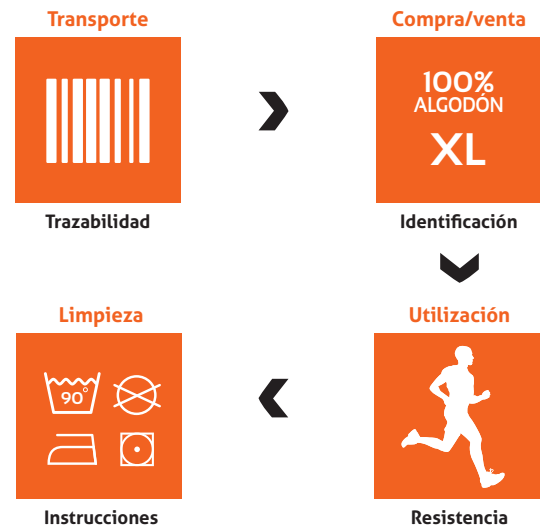 Transporte
Compra/venta
100%
ALGODÓN
XL
Trazabilidad
Identificación
Limpieza
Utilización
90°
Instrucciones
Resistencia